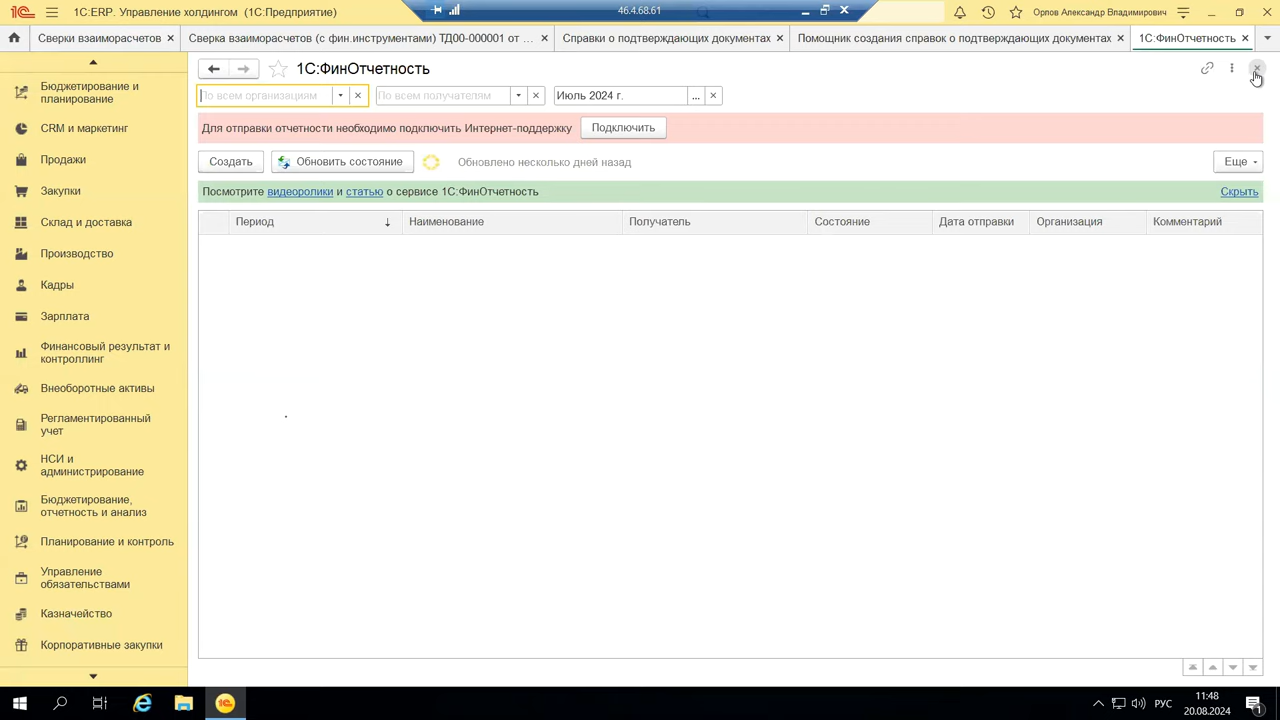 1С:ERP. Управление холдингом (1С:Предприятие)
46.4.68.61
Орлов Александр Владимирович
Сверки взаиморасчетов
Сверка взаиморасчетов (с фин.инструментами) ТД00-000001 от ...
Справки о подтверждающих документах
Помощник создания справок о подтверждающих документах
1С:ФинОтчетность
1С:ФинОтчетность
По всем организациям
По всем получателям
Июль 2024 г.
...
Для отправки отчетности необходимо подключить Интернет-поддержку
Подключить
Создать
Обновить состояние
Обновлено несколько дней назад
Еще
Посмотрите видеоролики и статью о сервисе 1С:ФинОтчетность
Скрыть
Период
Наименование
Получатель
Состояние
Дата отправки
Организация
Комментарий
Бюджетирование и
планирование
CRM и маркетинг
Продажи
Закупки
Склад и доставка
Производство
Кадры
Зарплата
Финансовый результат и
контроллинг
Внеоборотные активы
Регламентированный
учет
НСИ и
администрирование
Бюджетирование,
отчетность и анализ
Планирование и контроль
Управление
обязательствами
Казначейство
Корпоративные закупки
РУС
11:48
20.08.2024
1